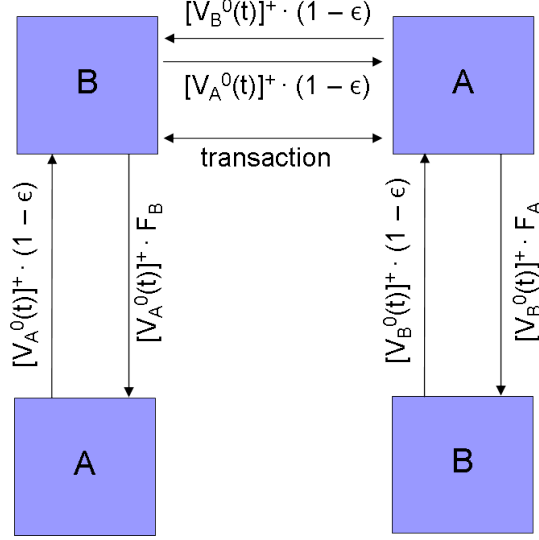 [V_B^0(t)]^+ · (1 – ϵ)
B
A
[V_A^0(t)]^+ · (1 – ϵ)
transaction
[V_A^0(t)]^+ · (1 – ϵ)
[V_A^0(t)]^+ · F_B
[V_B^0(t)]^+ · (1 – ϵ)
[V_B^0(t)]^+ · F_A
A
B